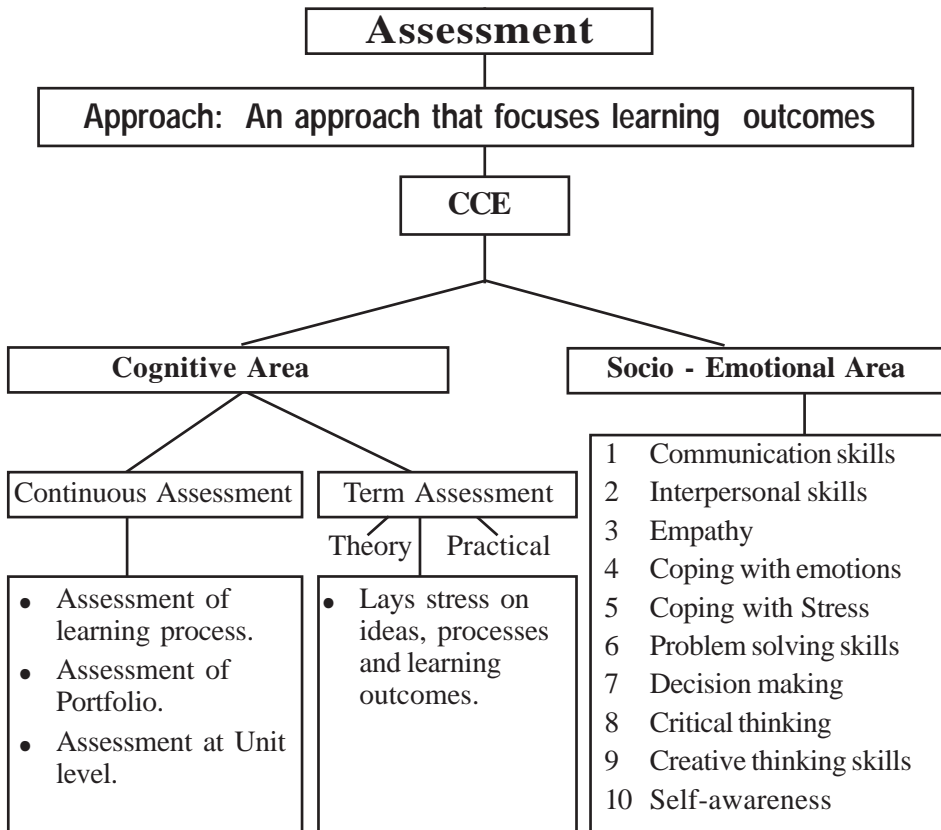 Assessment
Approach: An approach that focuses learning outcomes
CCE
Cognitive Area
Socio - Emotional Area
Continuous Assessment
Term Assessment
Theory Practical
• Assessment of
learning process.
• Assessment of
Portfolio.
• Assessment at Unit
level.
• Lays stress on
ideas, processes
and learning
outcomes.
1 Communication skills
2 Interpersonal skills
3 Empathy
4 Coping with emotions
5 Coping with Stress
6 Problem solving skills
7 Decision making
8 Critical thinking
9 Creative thinking skills
10 Self-awareness